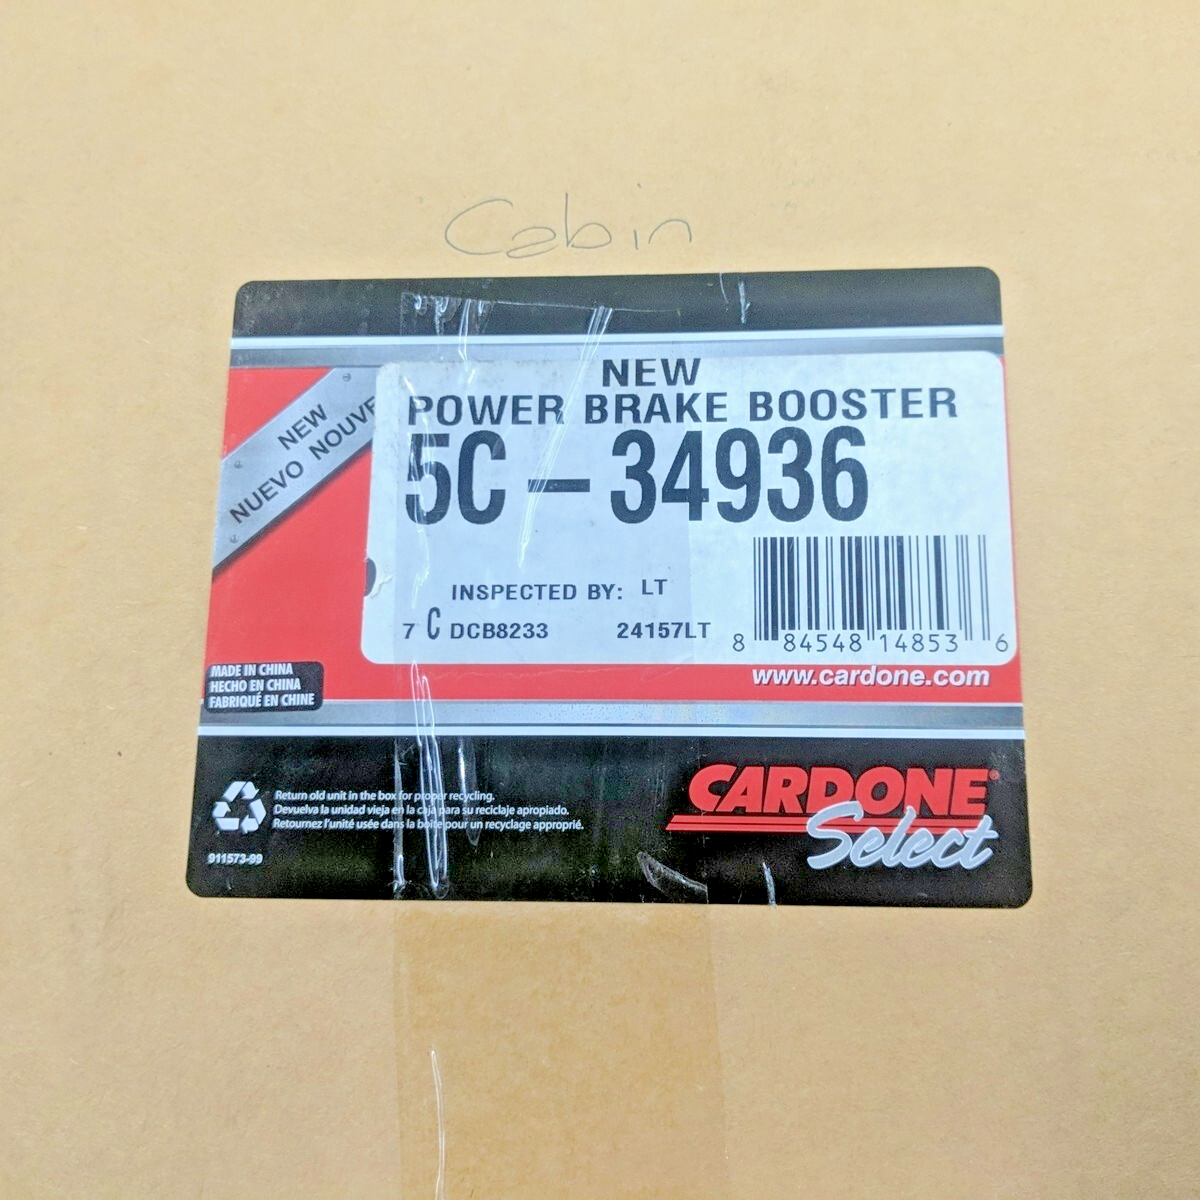 Cabin
NEW
NUEVO NOUVE
NEW
POWER BRAKE BOOSTER
5C-34936
INSPECTED BY: LT
7 C DCB8233 24157LT
8 84548 14853 6
www.cardone.com
MADE IN CHINA
HECHO EN CHINA
FABRIQUÉ EN CHINE
Return old unit in the box for proper recycling.
Devuelva la unidad vieja en la caja para su reciclaje apropiado.
Retournez l'unité usée dans la boîte pour un recyclage approprié.
911573-99
CARDONE®
Select